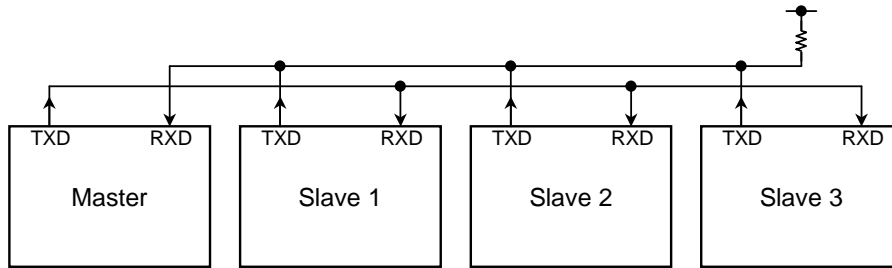 TXD RXD TXD RXD TXD RXD TXD RXD
Master Slave 1 Slave 2 Slave 3